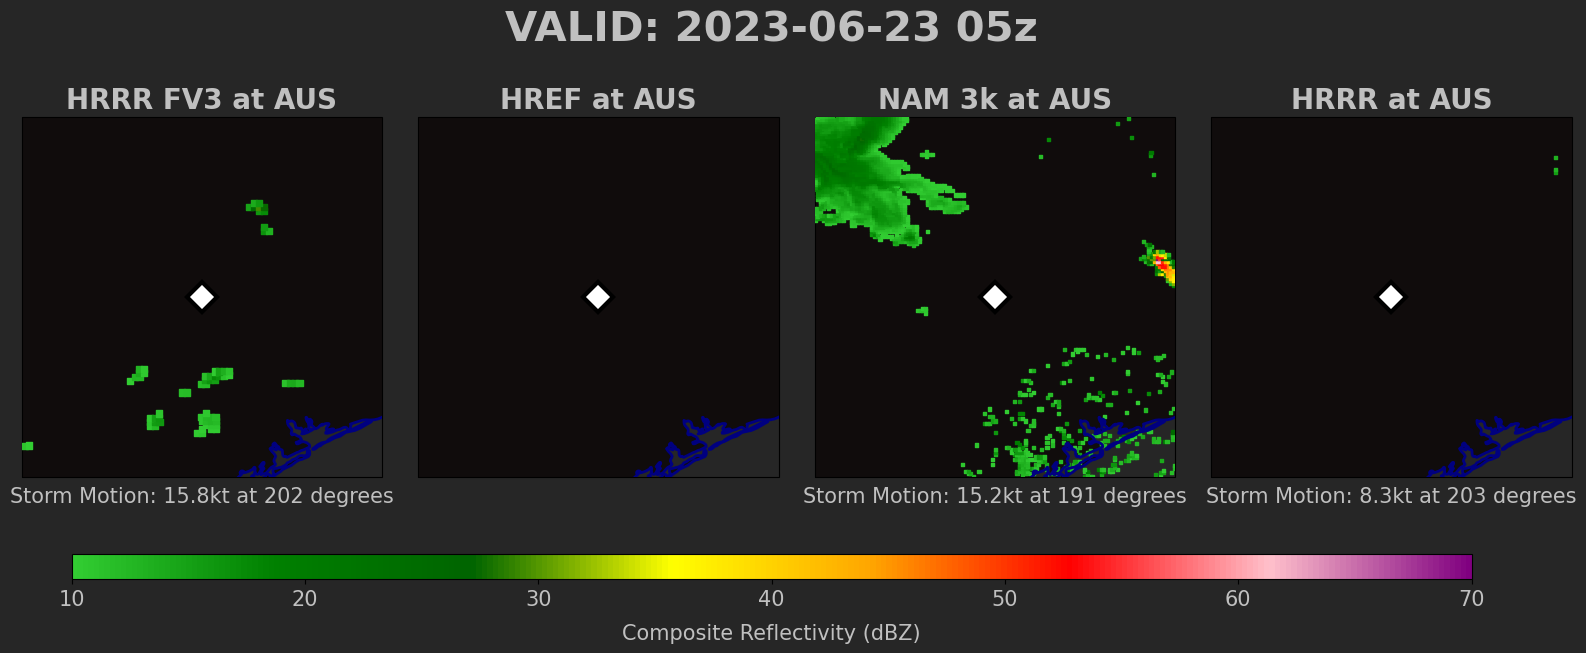 VALID: 2023-06-23 05z
HRRR FV3 at AUS
HREF at AUS
NAM 3k at AUS
HRRR at AUS
Storm Motion: 15.8kt at 202 degrees
Storm Motion: 15.2kt at 191 degrees
Storm Motion: 8.3kt at 203 degrees
10 20 30 40 50 60 70
Composite Reflectivity (dBZ)